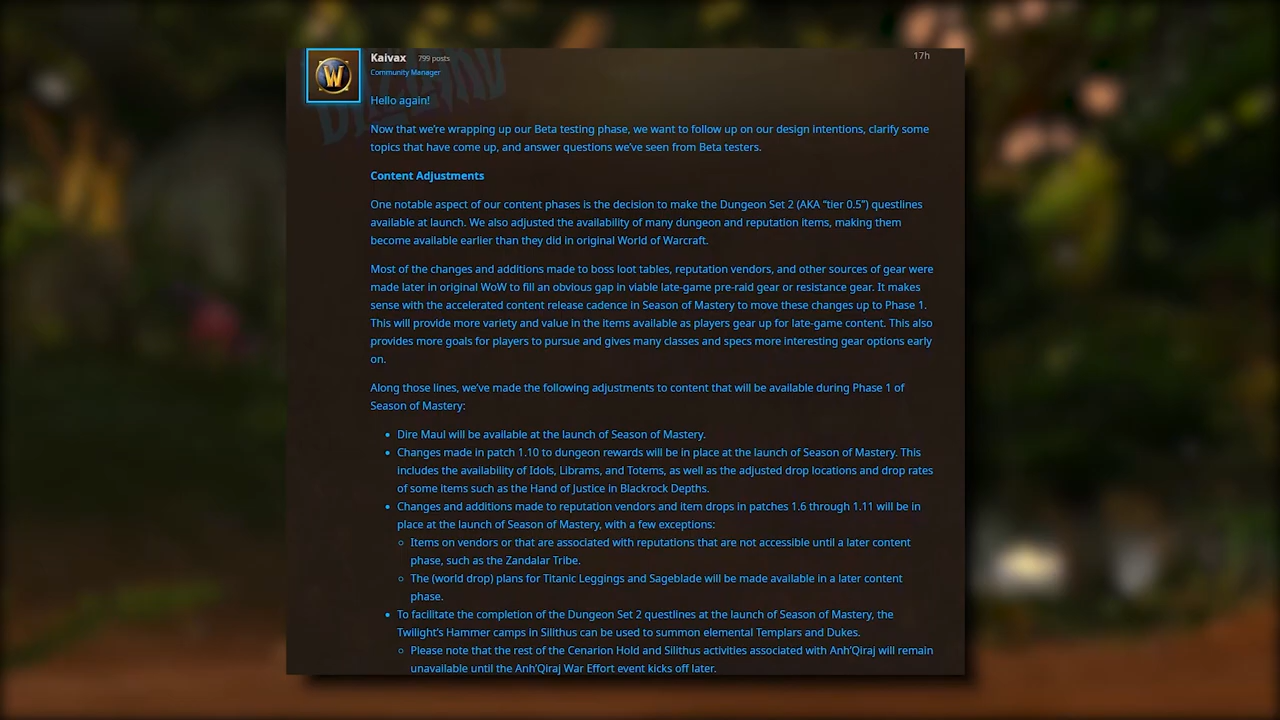 Kaivax 799 posts 17h
Community Manager
Hello again!
Now that we're wrapping up our Beta testing phase, we want to follow up on our design intentions, clarify some
topics that have come up, and answer questions we've seen from Beta testers.
Content Adjustments
One notable aspect of our content phases is the decision to make the Dungeon Set 2 (AKA “tier 0.5”) questlines
available at launch. We also adjusted the availability of many dungeon and reputation items, making them
become available earlier than they did in original World of Warcraft.
Most of the changes and additions made to boss loot tables, reputation vendors, and other sources of gear were
made later in original WoW to fill an obvious gap in viable late-game pre-raid gear or resistance gear. It makes
sense with the accelerated content release cadence in Season of Mastery to move these changes up to Phase 1.
This will provide more variety and value in the items available as players gear up for late-game content. This also
provides more goals for players to pursue and gives many classes and specs more interesting gear options early
on.
Along those lines, we've made the following adjustments to content that will be available during Phase 1 of
Season of Mastery:
• Dire Maul will be available at the launch of Season of Mastery.
• Changes made in patch 1.10 to dungeon rewards will be in place at the launch of Season of Mastery. This
includes the availability of Idols, Librams, and Totems, as well as the adjusted drop locations and drop rates
of some items such as the Hand of Justice in Blackrock Depths.
• Changes and additions made to reputation vendors and item drops in patches 1.6 through 1.11 will be in
place at the launch of Season of Mastery, with a few exceptions:
○ Items on vendors or that are associated with reputations that are not accessible until a later content
phase, such as the Zandalar Tribe.
○ The (world drop) plans for Titanic Leggings and Sageblade will be made available in a later content
phase.
• To facilitate the completion of the Dungeon Set 2 questlines at the launch of Season of Mastery, the
Twilight's Hammer camps in Silithus can be used to summon elemental Templars and Dukes.
○ Please note that the rest of the Cenarion Hold and Silithus activities associated with Anh'Qiraj will remain
unavailable until the Anh'Qiraj War Effort event kicks off later.